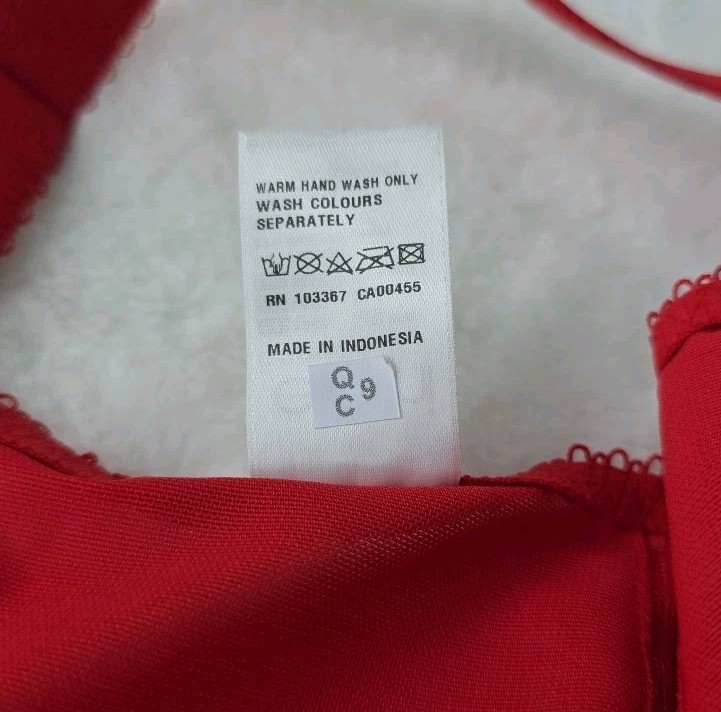 WARM HAND WASH ONLY
WASH COLOURS
SEPARATELY
RN 103367 CA00455
MADE IN INDONESIA
Q
C 9